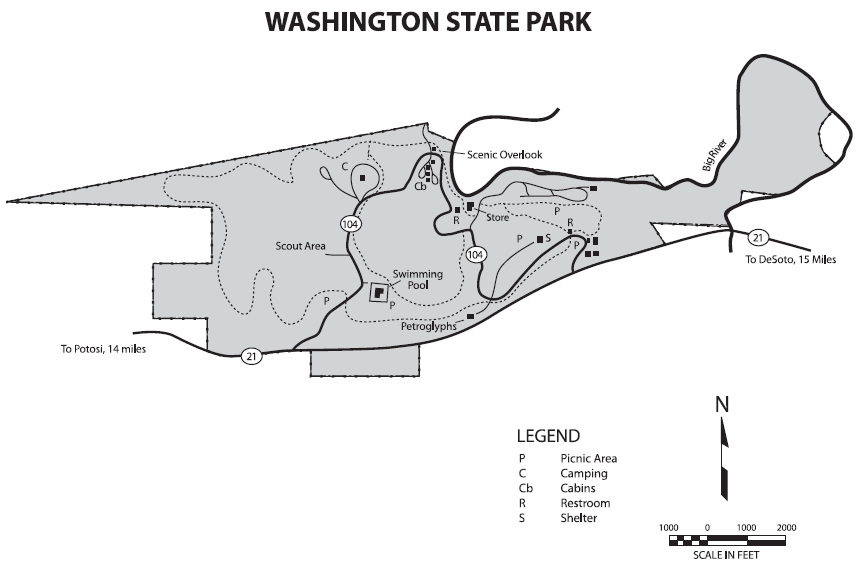 WASHINGTON STATE PARK
Big River
Scenic Overlook
C
Cb
P
R
Store
R
104
Scout Area
P
S
P
104
21
To DeSoto, 15 Miles
Swimming
Pool
P
P
Petroglyphs
To Potosi, 14 miles
21
N
LEGEND
P Picnic Area
C Camping
Cb Cabins
R Restroom
S Shelter
1000 0 1000 2000
SCALE IN FEET